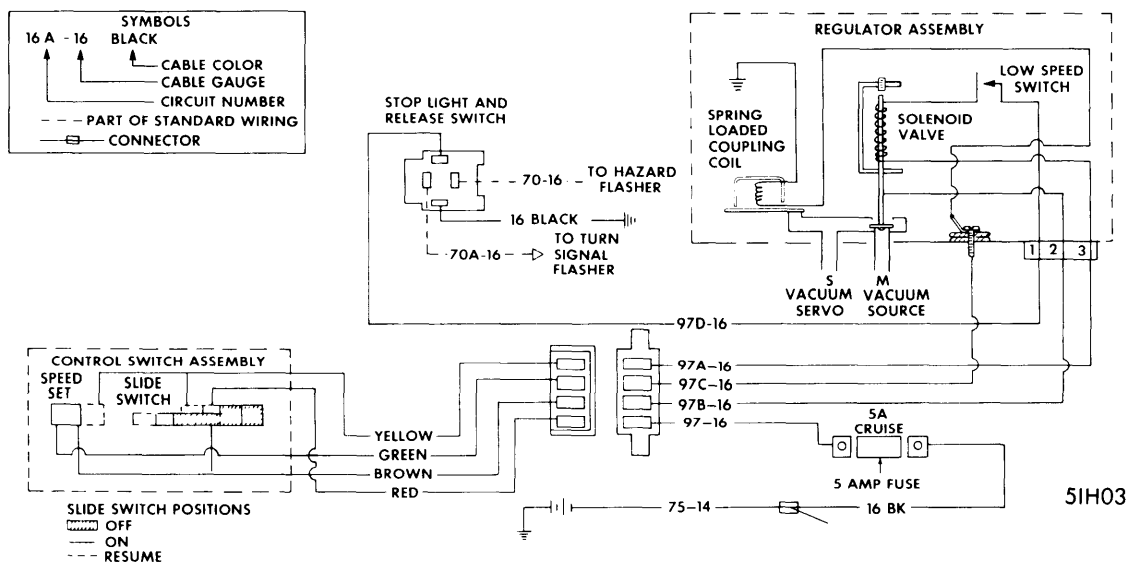 SYMBOLS
16 A - 16 BLACK
CABLE COLOR
CABLE GAUGE
CIRCUIT NUMBER
PART OF STANDARD WIRING
CONNECTOR
STOP LIGHT AND
RELEASE SWITCH
70-16
TO HAZARD
FLASHER
16 BLACK
70A-16
TO TURN
SIGNAL
FLASHER
REGULATOR ASSEMBLY
LOW SPEED
SWITCH
SPRING
LOADED
COUPLING
COIL
SOLENOID
VALVE
1 2 3
S
VACUUM
SERVO
M
VACUUM
SOURCE
97D-16
97A-16
97C-16
97B-16
97-16
CONTROL SWITCH ASSEMBLY
SPEED
SET
SLIDE
SWITCH
YELLOW
GREEN
BROWN
RED
5A
CRUISE
5 AMP FUSE
75-14
16 BK
SLIDE SWITCH POSITIONS
OFF
ON
RESUME
51H03